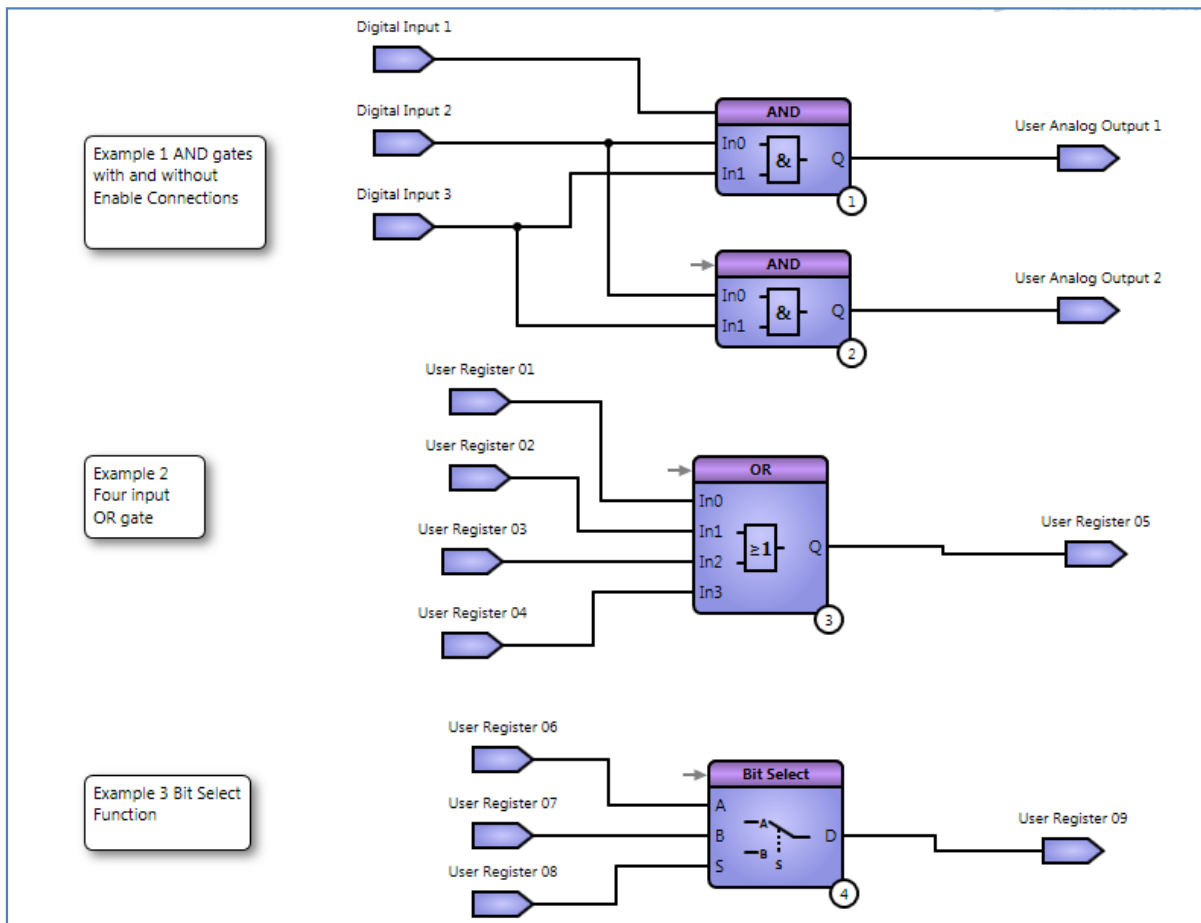 Digital Input 1
Digital Input 2
Digital Input 3
Example 1 AND gates
with and without
Enable Connections
AND
In0
In1
&
Q
1
User Analog Output 1
AND
In0
In1
&
Q
2
User Analog Output 2
Example 2
Four input
OR gate
User Register 01
User Register 02
User Register 03
User Register 04
OR
In0
In1
In2
In3
≥1
Q
3
User Register 05
Example 3 Bit Select
Function
User Register 06
User Register 07
User Register 08
Bit Select
A
B
S
A
B
S
D
4
User Register 09